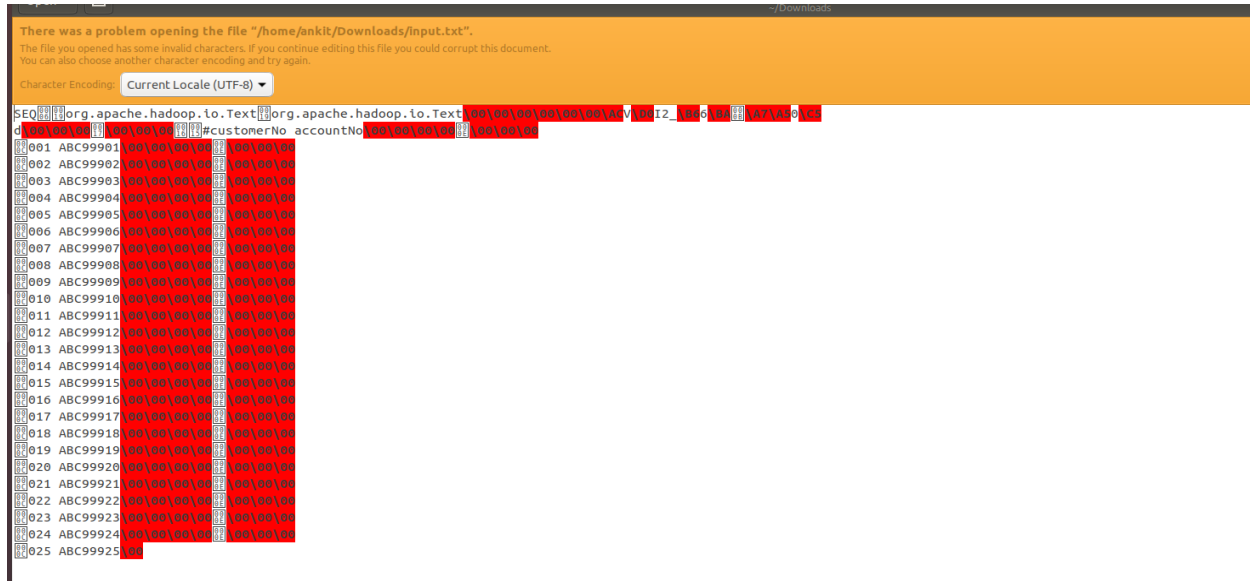 Open
~/Downloads
There was a problem opening the file "/home/ankit/Downloads/input.txt".
The file you opened has some invalid characters. If you continue editing this file you could corrupt this document.
You can also choose another character encoding and try again.
Character Encoding: Current Locale (UTF-8)
SEQ org.apache.hadoop.io.Text org.apache.hadoop.io.Text\00\00\00\00\00\00\ACV\00I2_\B66\BA \A7\A50\C5
d\00\00\00 \00\00\00 #customerNo accountNo\00\00\00\00 \00\00\00
001 ABC99901\00\00\00\00 \00\00\00
002 ABC99902\00\00\00\00 \00\00\00
003 ABC99903\00\00\00\00 \00\00\00
004 ABC99904\00\00\00\00 \00\00\00
005 ABC99905\00\00\00\00 \00\00\00
006 ABC99906\00\00\00\00 \00\00\00
007 ABC99907\00\00\00\00 \00\00\00
008 ABC99908\00\00\00\00 \00\00\00
009 ABC99909\00\00\00\00 \00\00\00
010 ABC99910\00\00\00\00 \00\00\00
011 ABC99911\00\00\00\00 \00\00\00
012 ABC99912\00\00\00\00 \00\00\00
013 ABC99913\00\00\00\00 \00\00\00
014 ABC99914\00\00\00\00 \00\00\00
015 ABC99915\00\00\00\00 \00\00\00
016 ABC99916\00\00\00\00 \00\00\00
017 ABC99917\00\00\00\00 \00\00\00
018 ABC99918\00\00\00\00 \00\00\00
019 ABC99919\00\00\00\00 \00\00\00
020 ABC99920\00\00\00\00 \00\00\00
021 ABC99921\00\00\00\00 \00\00\00
022 ABC99922\00\00\00\00 \00\00\00
023 ABC99923\00\00\00\00 \00\00\00
024 ABC99924\00\00\00\00 \00\00\00
025 ABC99925\00